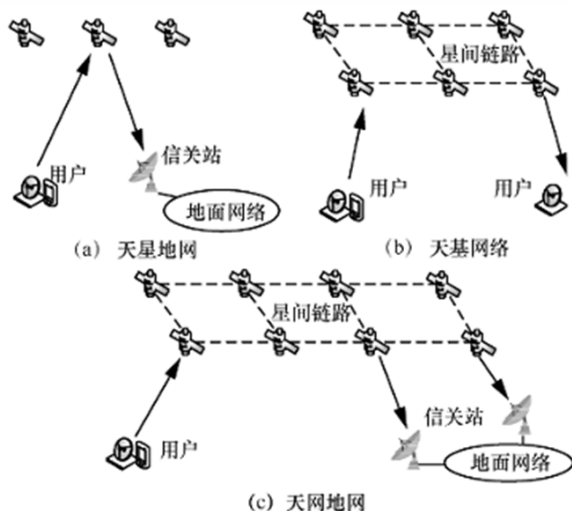 用户
信关站
地面网络
(a) 天星地网
星间链路
用户
用户
(b) 天基网络
星间链路
用户
信关站
地面网络
(c) 天网地网